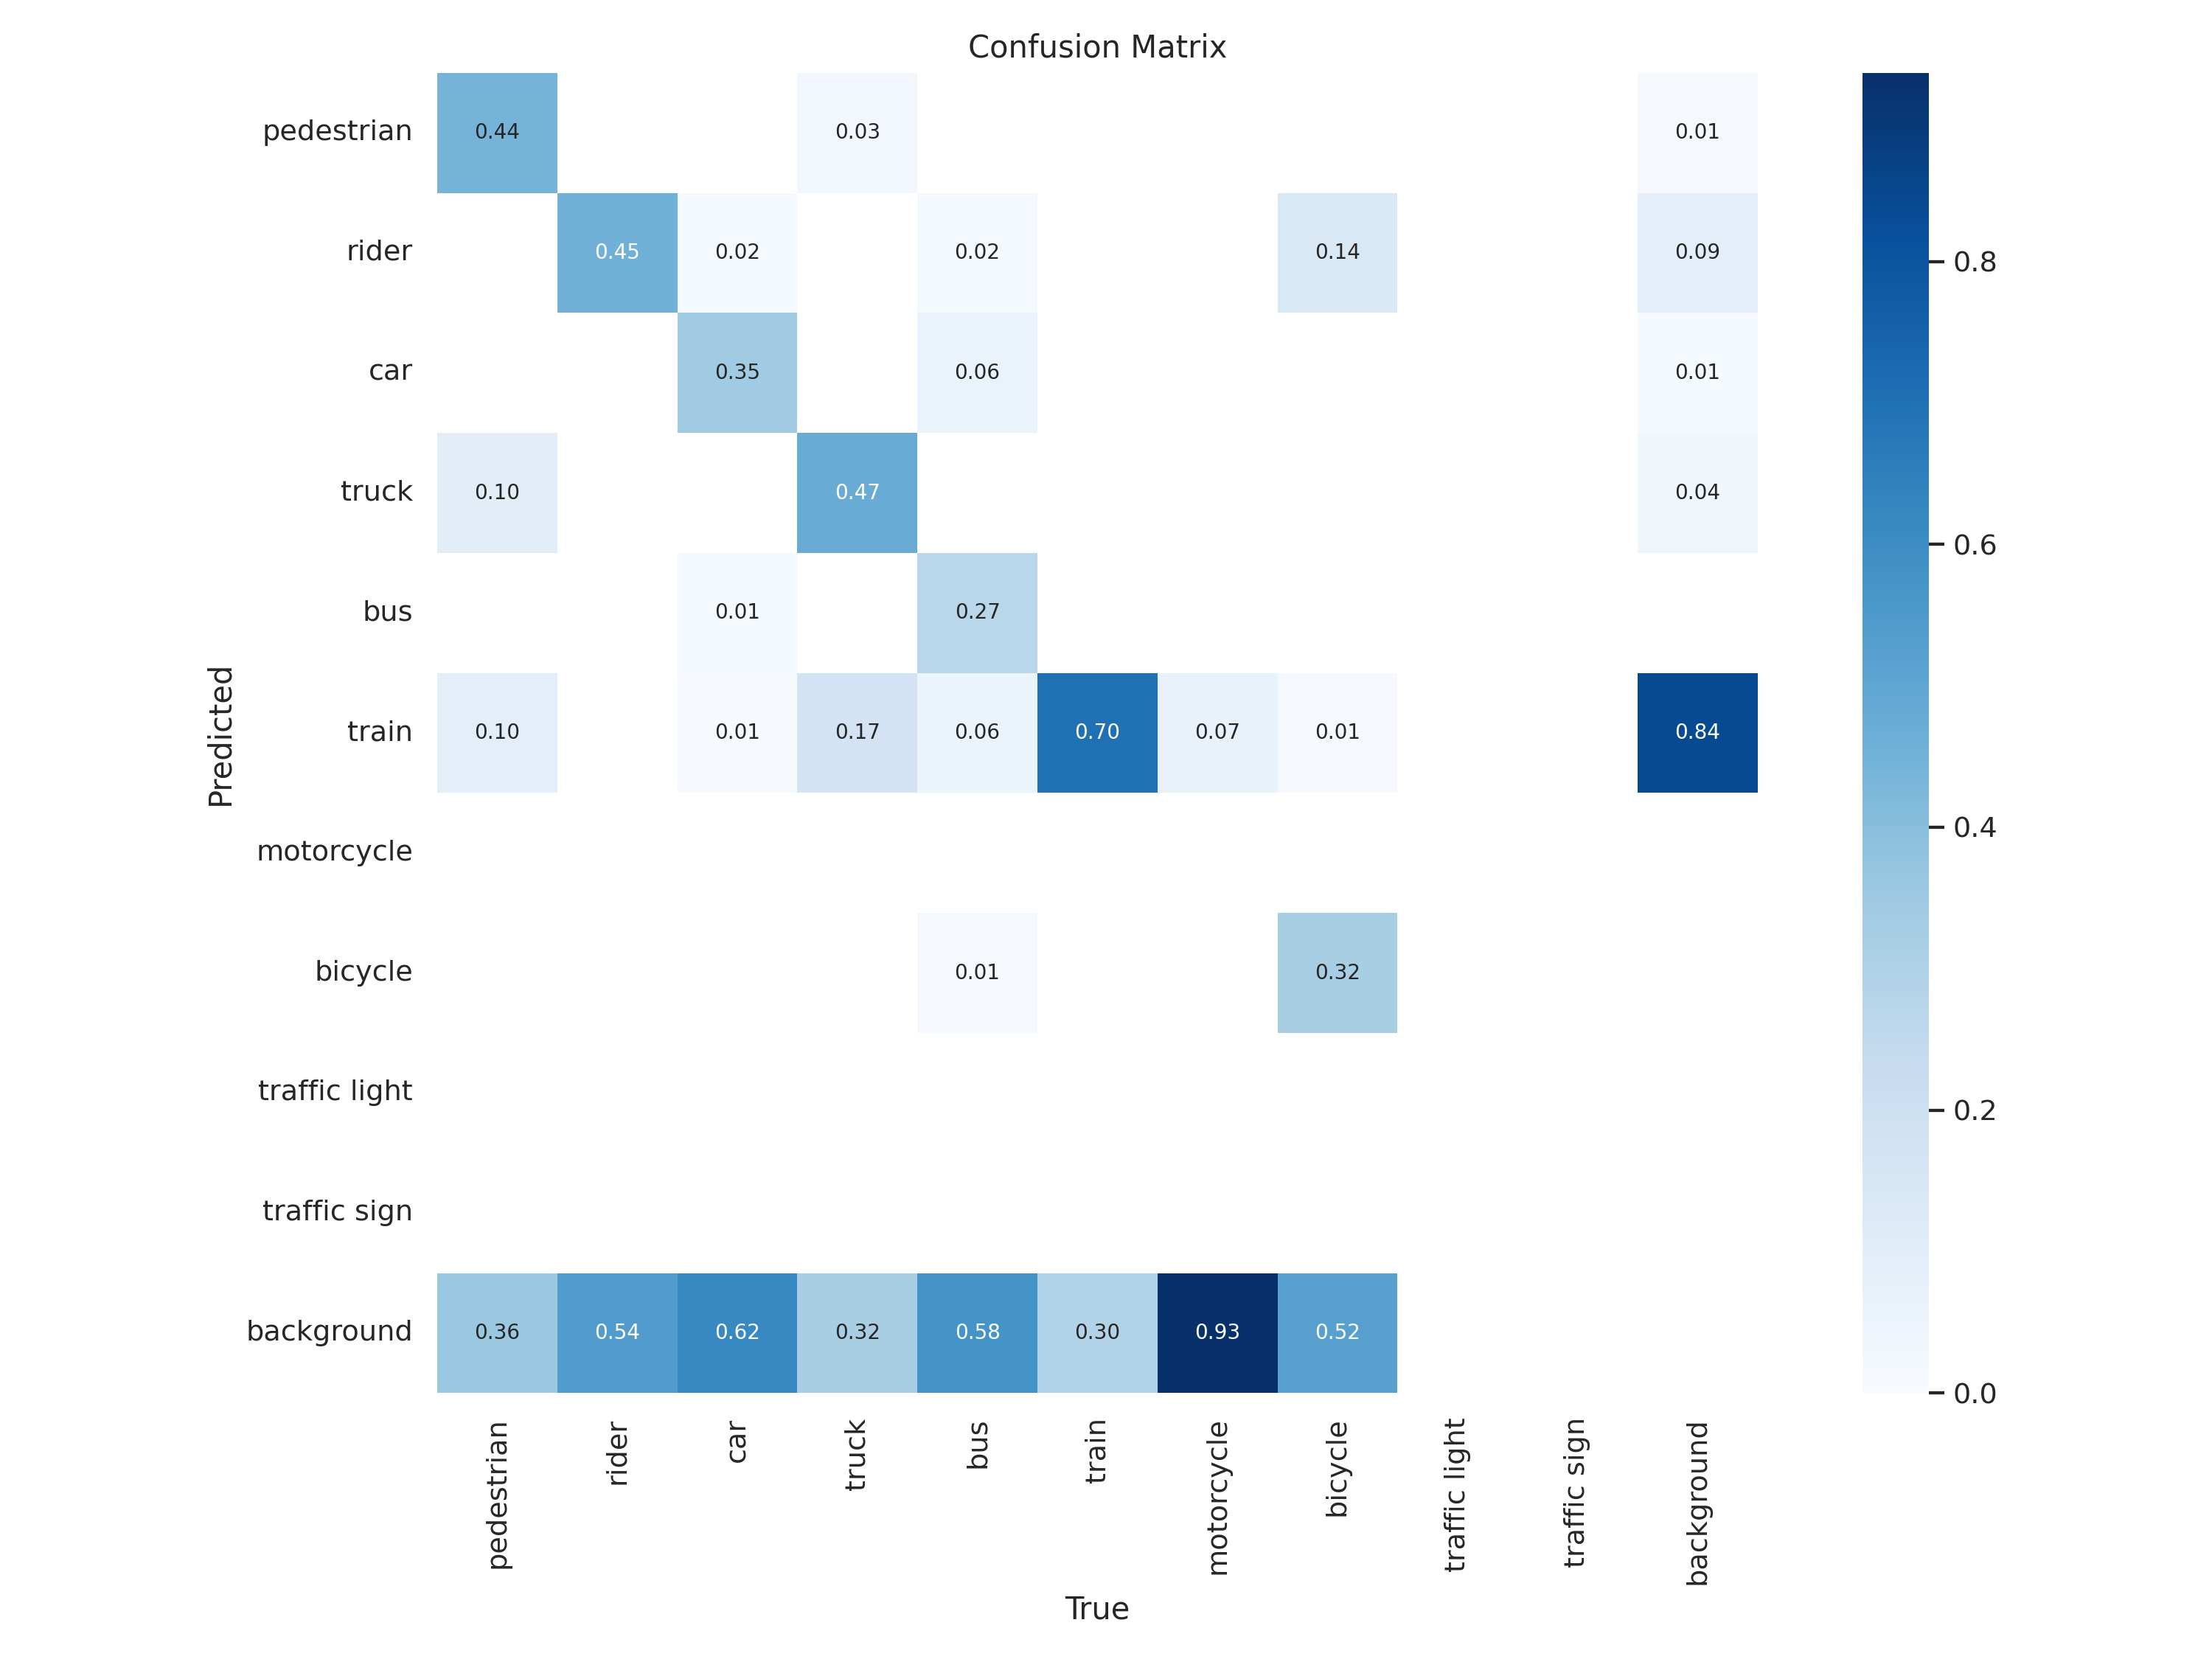 Confusion Matrix
pedestrian 0.44 0.03 0.01
rider 0.45 0.02 0.02 0.14 0.09
0.8
car 0.35 0.06 0.01
truck 0.10 0.47 0.04
0.6
bus 0.01 0.27
Predicted
train 0.10 0.01 0.17 0.06 0.70 0.07 0.01 0.84
0.4
motorcycle
bicycle 0.01 0.32
traffic light
0.2
traffic sign
background 0.36 0.54 0.62 0.32 0.58 0.30 0.93 0.52
0.0
pedestrian
rider
car
truck
bus
train
motorcycle
bicycle
traffic light
traffic sign
background
True